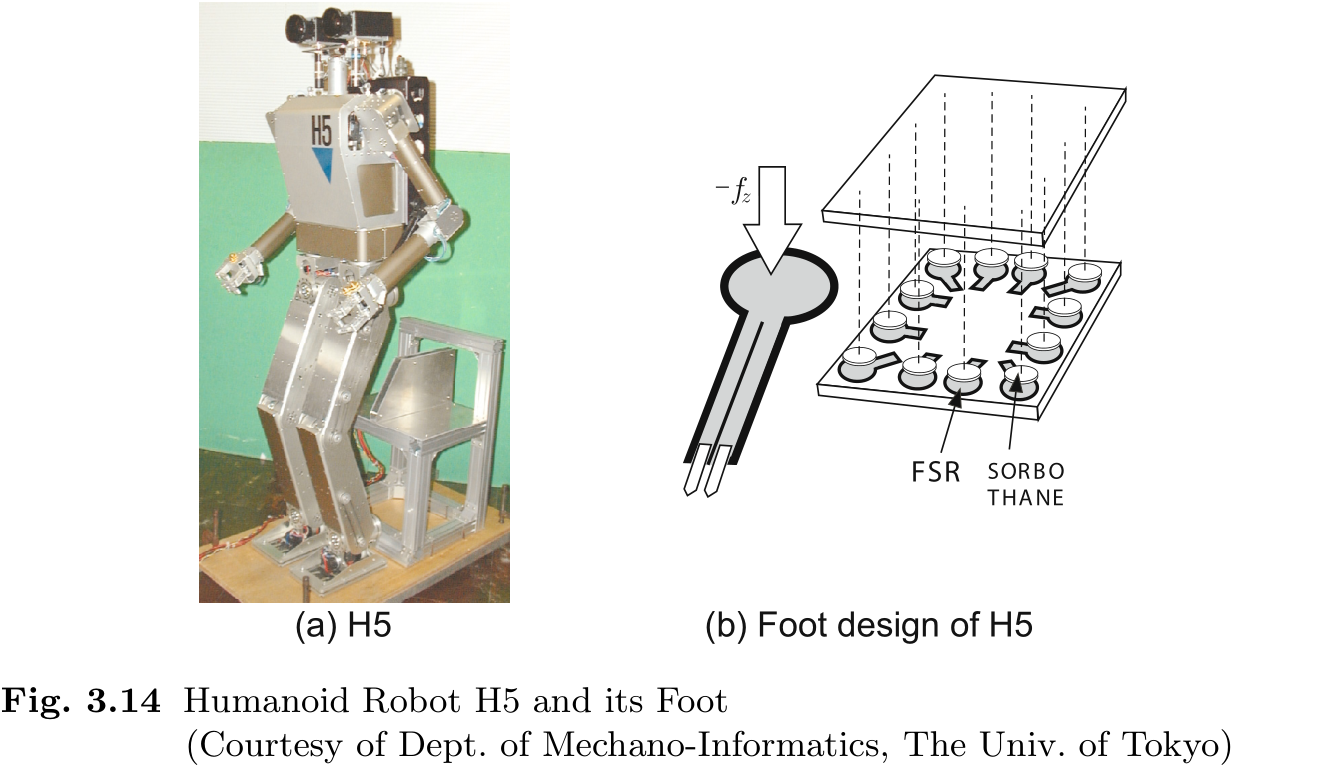 H5
−f_z
FSR
SORBO
THANE
(a) H5
(b) Foot design of H5
Fig. 3.14 Humanoid Robot H5 and its Foot
(Courtesy of Dept. of Mechano-Informatics, The Univ. of Tokyo)